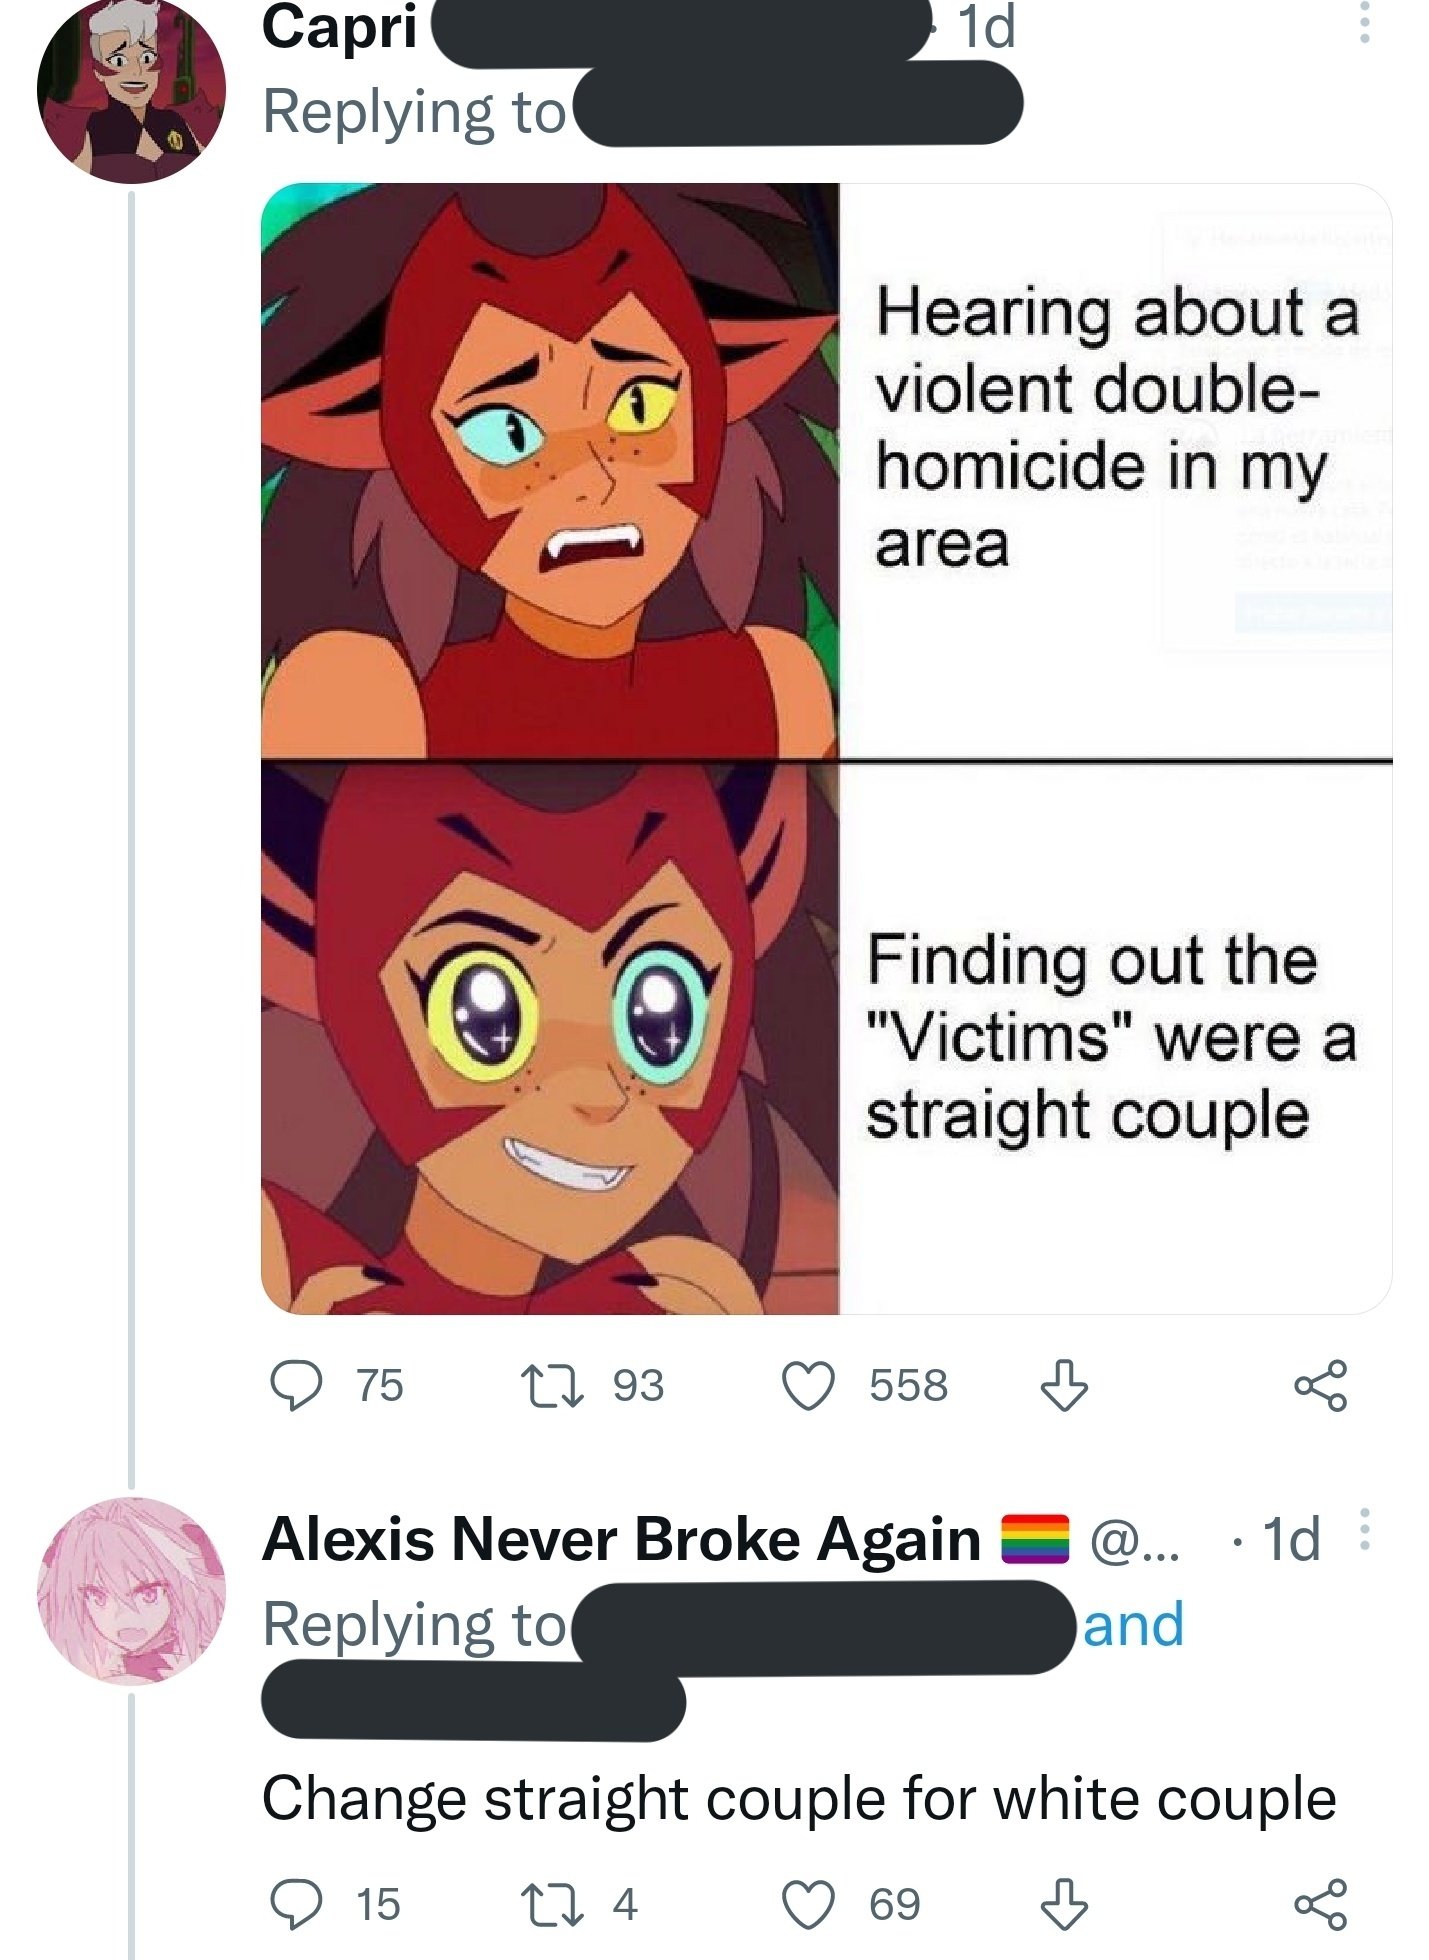 Capri · 1d
Replying to
Hearing about a
violent double-
homicide in my
area
Finding out the
"Victims" were a
straight couple
75 93 558
Alexis Never Broke Again 🏳️‍🌈 @... · 1d
Replying to and
Change straight couple for white couple
15 4 69